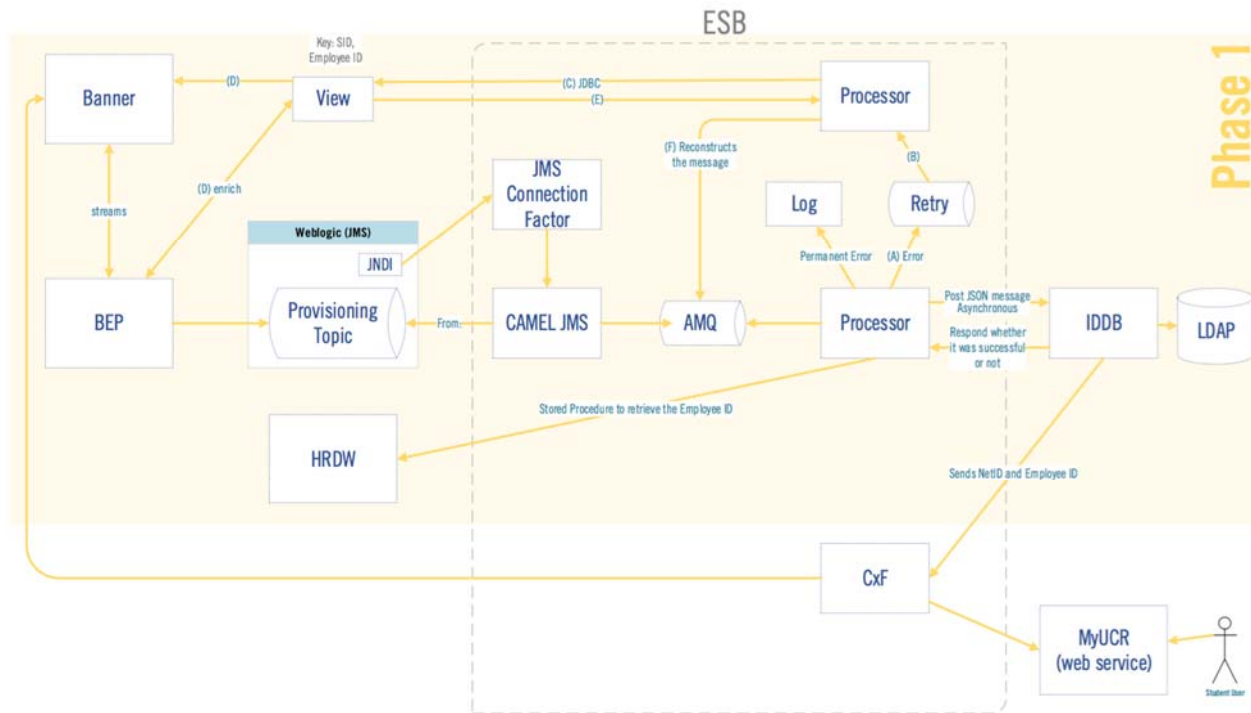 ESB
Phase 1
Key: SID,
Employee ID
Banner
(D)
View
(C) JDBC
(E)
Processor
(F) Reconstructs
the message
(B)
JMS
Connection
Factor
Log
Retry
(D) enrich
streams
Weblogic (JMS)
JNDI
Permanent Error
(A) Error
BEP
Provisioning
Topic
From:
CAMEL JMS
AMQ
Processor
Post JSON message
Asynchronous
Respond whether
it was successful
or not
IDDB
LDAP
Stored Procedure to retrieve the Employee ID
HRDW
Sends NetID and Employee ID
CxF
MyUCR
(web service)
Student User